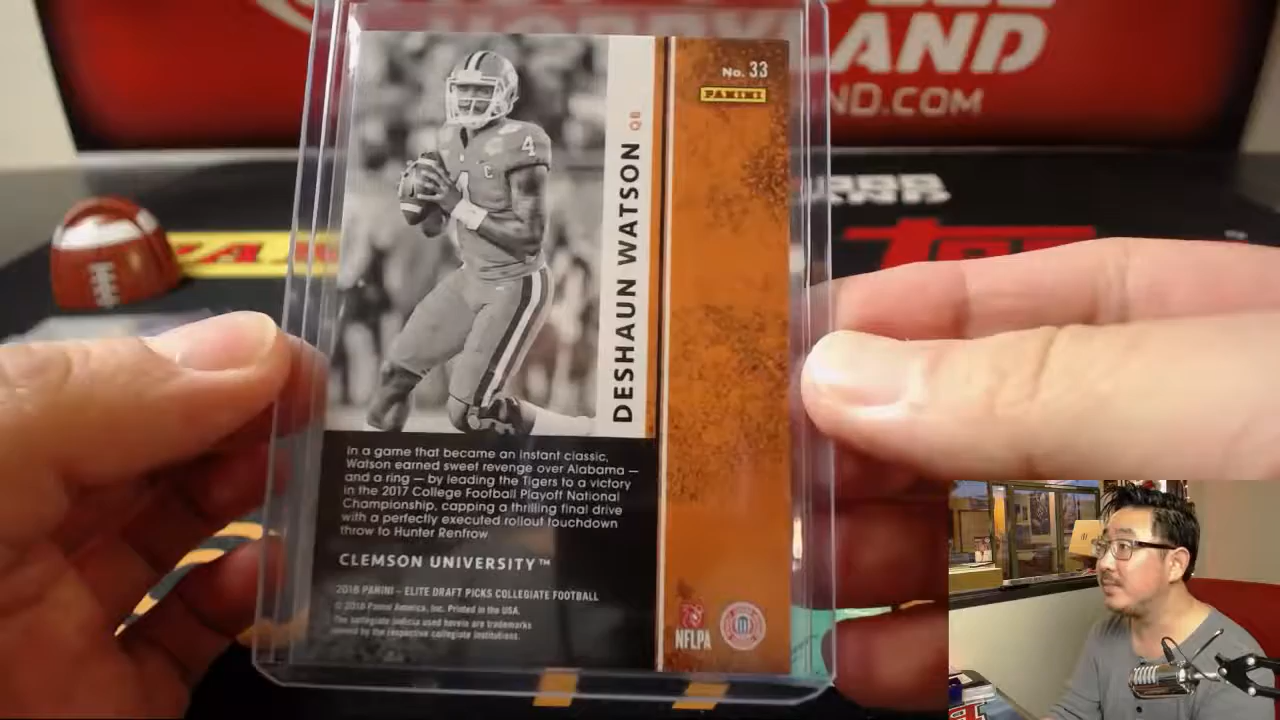 LAND
ND.COM
No. 33
PANINI
DESHAUN WATSON QB
4
C
In a game that became an instant classic,
Watson earned sweet revenge over Alabama —
and a ring — by leading the Tigers to a victory
in the 2017 College Football Playoff National
Championship, capping a thrilling final drive
with a perfectly executed rollout touchdown
throw to Hunter Renfrow
CLEMSON UNIVERSITY™
2018 PANINI – ELITE DRAFT PICKS COLLEGIATE FOOTBALL
© 2018 Panini America, Inc. Printed in the USA.
The collegiate indicia used herein are trademarks
owned by the respective collegiate institutions.
NFLPA